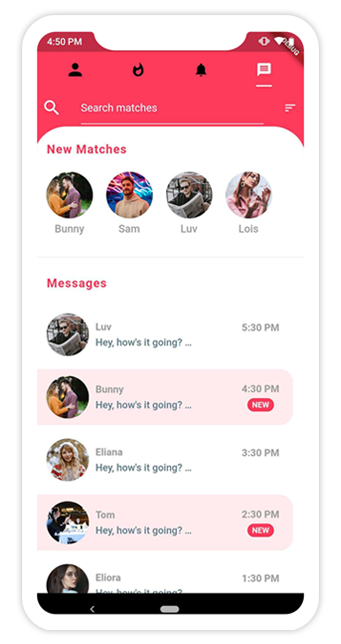 4:50 PM
Search matches
New Matches
Bunny
Sam
Luv
Lois
Messages
Luv
5:30 PM
Hey, how's it going? ...
Bunny
4:30 PM
Hey, how's it going? ...
NEW
Eliana
3:30 PM
Hey, how's it going? ...
Tom
2:30 PM
Hey, how's it going? ...
NEW
Eliora
1:30 PM
Hey, how's it going? ...